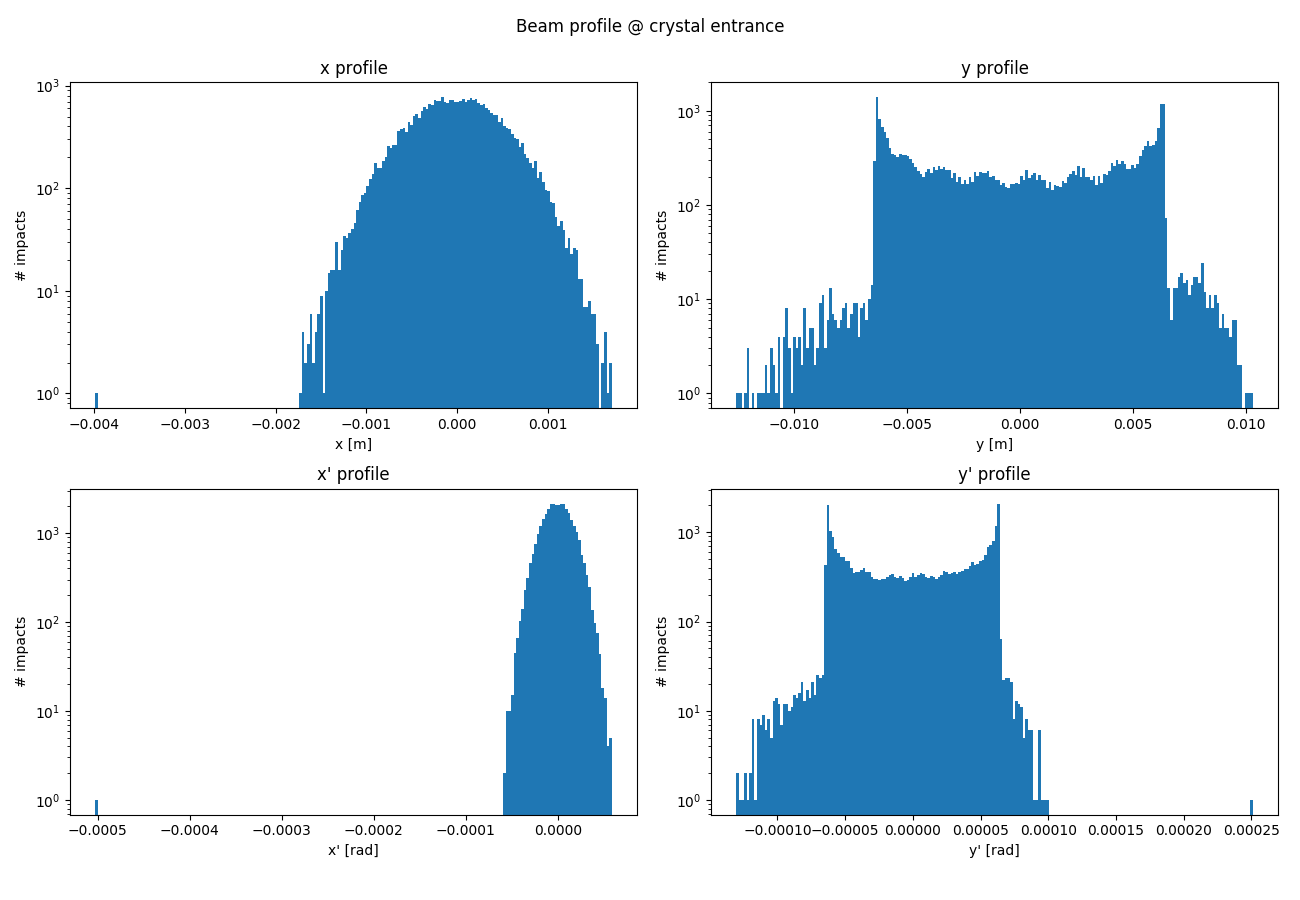 Beam profile @ crystal entrance
x profile
10³
10²
10¹
10⁰
# impacts
−0.004 −0.003 −0.002 −0.001 0.000 0.001
x [m]
y profile
10³
10²
10¹
10⁰
# impacts
−0.010 −0.005 0.000 0.005 0.010
y [m]
x' profile
10³
10²
10¹
10⁰
# impacts
−0.0005 −0.0004 −0.0003 −0.0002 −0.0001 0.0000
x' [rad]
y' profile
10³
10²
10¹
10⁰
# impacts
−0.00010 −0.00005 0.00000 0.00005 0.00010 0.00015 0.00020 0.00025
y' [rad]